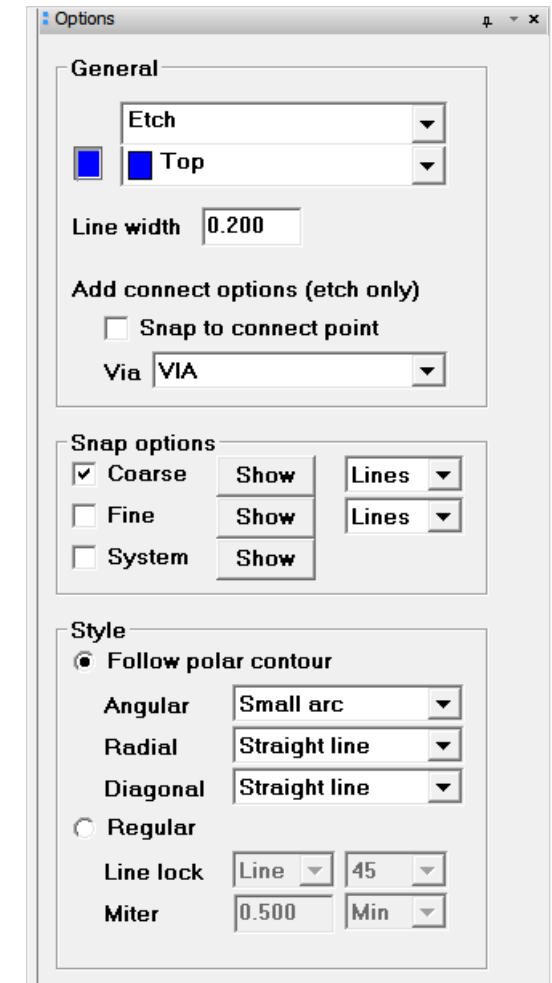 Options
General
Etch
Top
Line width 0.200
Add connect options (etch only)
Snap to connect point
Via VIA
Snap options
Coarse Show Lines
Fine Show Lines
System Show
Style
Follow polar contour
Angular Small arc
Radial Straight line
Diagonal Straight line
Regular
Line lock Line 45
Miter 0.500 Min